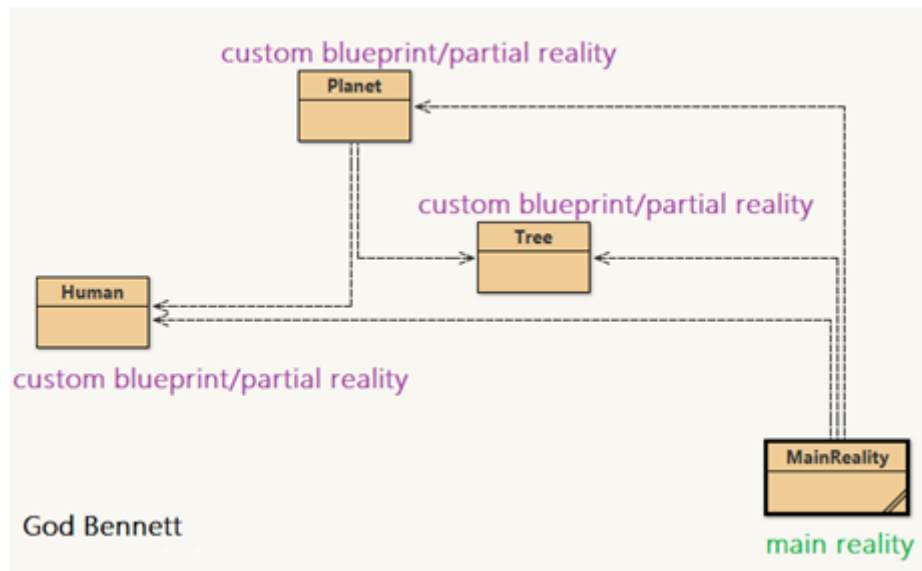 custom blueprint/partial reality
Planet
custom blueprint/partial reality
Tree
Human
custom blueprint/partial reality
MainReality
God Bennett
main reality